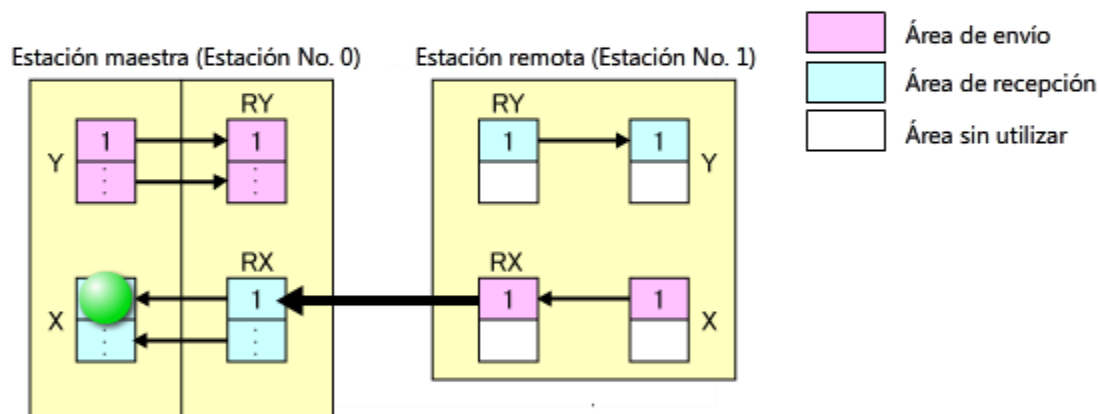 Estación maestra (Estación No. 0)
Estación remota (Estación No. 1)
Área de envío
Área de recepción
Área sin utilizar
RY
RY
Y
1
1
1
1
Y
⋮
⋮
RX
RX
X
1
1
1
X
⋮
⋮